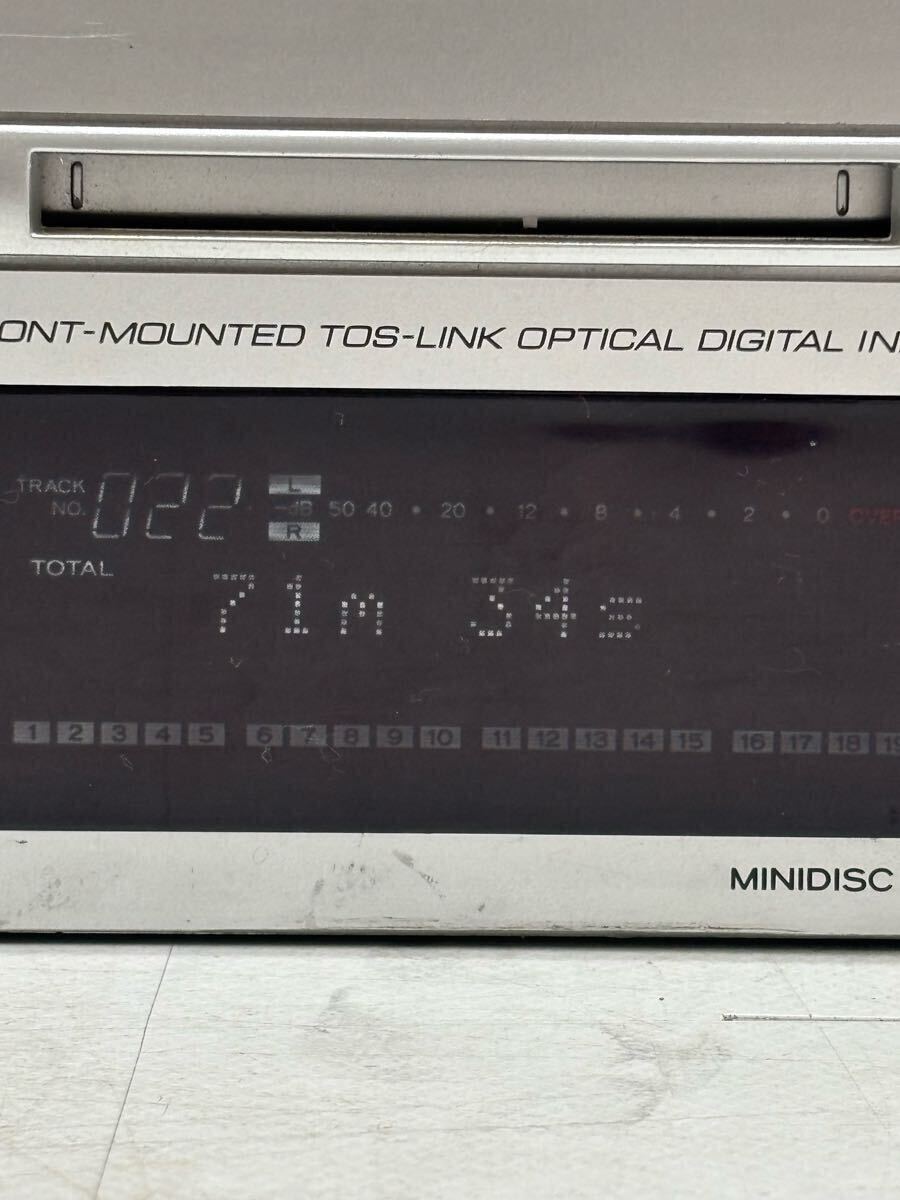 ONT-MOUNTED TOS-LINK OPTICAL DIGITAL IN
TRACK NO. 022
L
-dB 50 40 • 20 • 12 • 8 • 4 • 2 • 0 OVER
R
TOTAL
71m 34s
1 2 3 4 5 6 7 8 9 10 11 12 13 14 15 16 17 18 19
MINIDISC